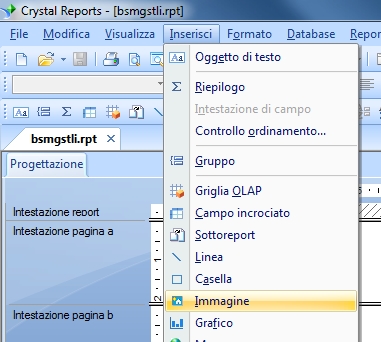 Crystal Reports - [bsmgstli.rpt]
File Modifica Visualizza Inserisci Formato Database Repor
Aa Oggetto di testo
Σ Riepilogo
Intestazione di campo
Controllo ordinamento...
Gruppo
bsmgstli.rpt ×
Progettazione
Griglia OLAP
Intestazione report
Campo incrociato
Intestazione pagina a
Sottoreport
Linea
Casella
Immagine
Intestazione pagina b
Grafico